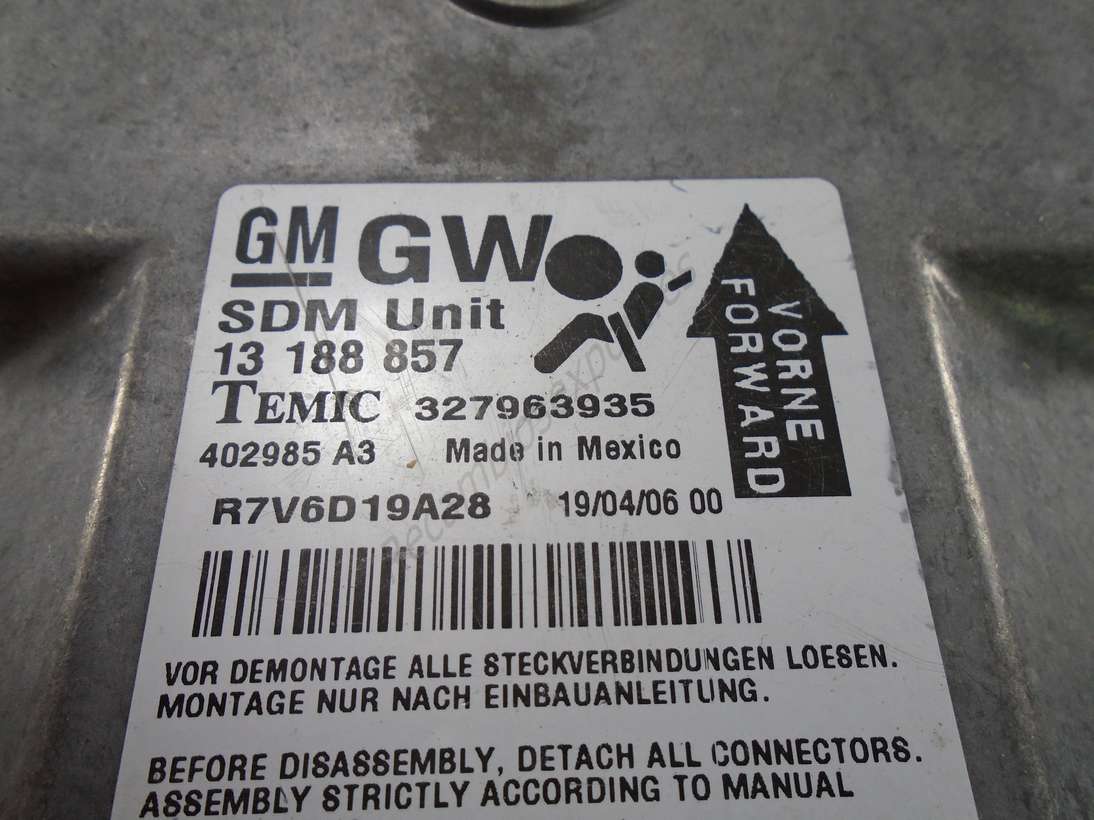 GM GW
SDM Unit
13 188 857
TEMIC 327963935
402985 A3 Made in Mexico
R7V6D19A28 19/04/06 00
VORNE
FORWARD
VOR DEMONTAGE ALLE STECKVERBINDUNGEN LOESEN.
MONTAGE NUR NACH EINBAUANLEITUNG.
BEFORE DISASSEMBLY, DETACH ALL CONNECTORS.
ASSEMBLY STRICTLY ACCORDING TO MANUAL